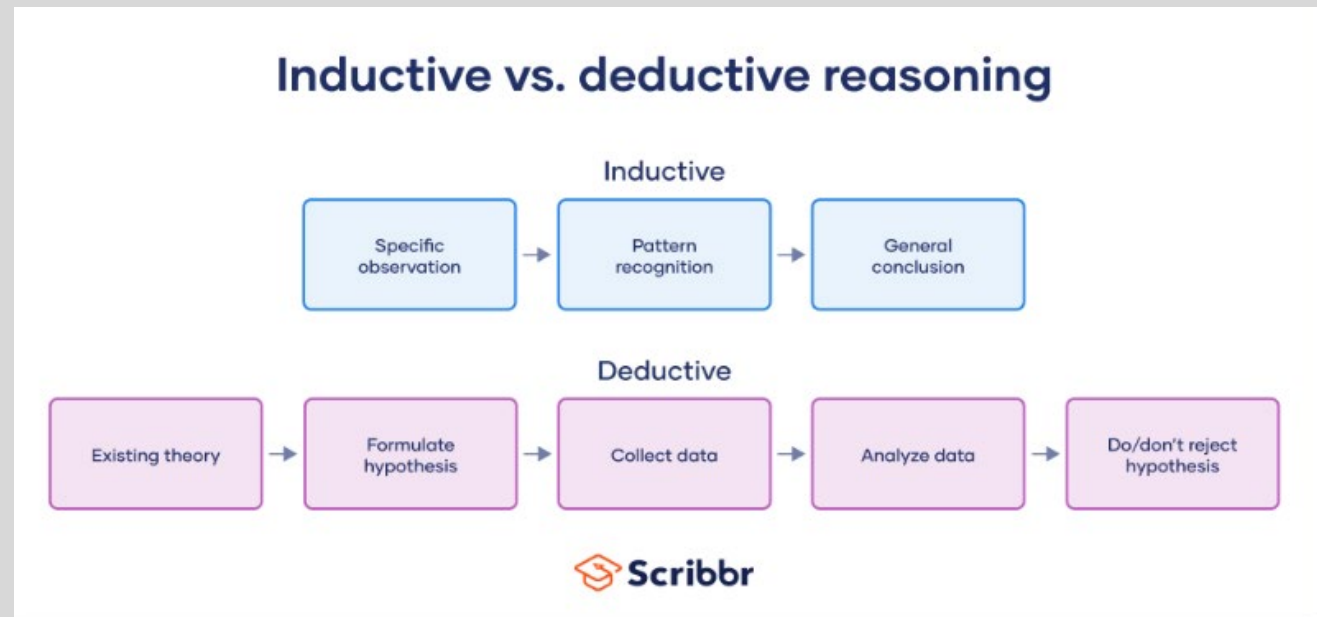 Inductive vs. deductive reasoning
Inductive
Specific
observation
Pattern
recognition
General
conclusion
Deductive
Existing theory
Formulate
hypothesis
Collect data
Analyze data
Do/don't reject
hypothesis
Scribbr